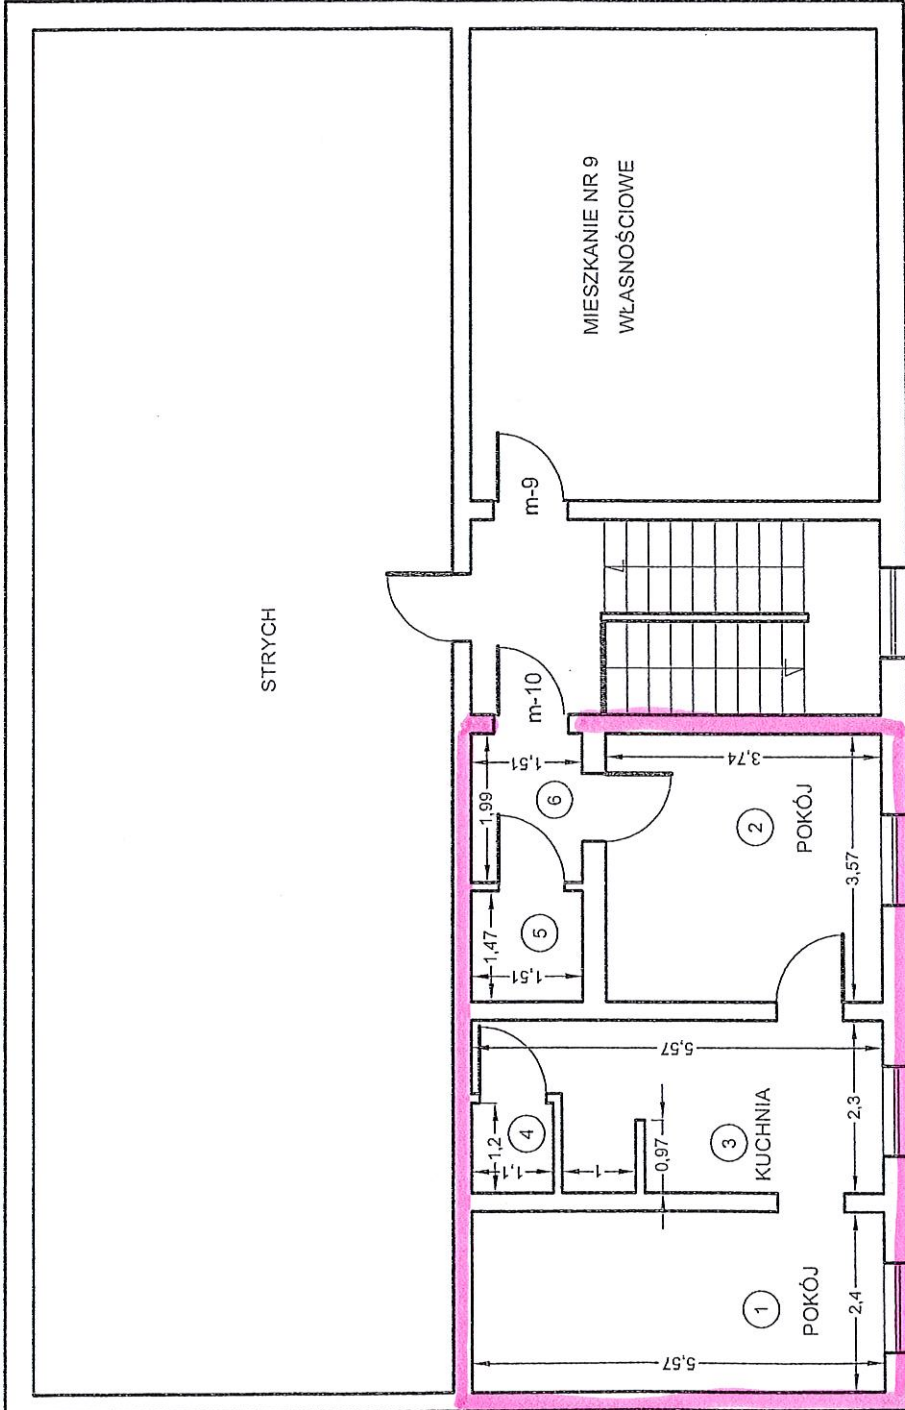 STRYCH
MIESZKANIE NR 9
WŁASNOŚCIOWE
m-9
m-10
1,99
1,51
6
3,74
2
POKÓJ
3,57
1,47
1,51
5
5,57
1,2
1,1
4
1
0,97
3
KUCHNIA
2,3
1
POKÓJ
2,4
5,57